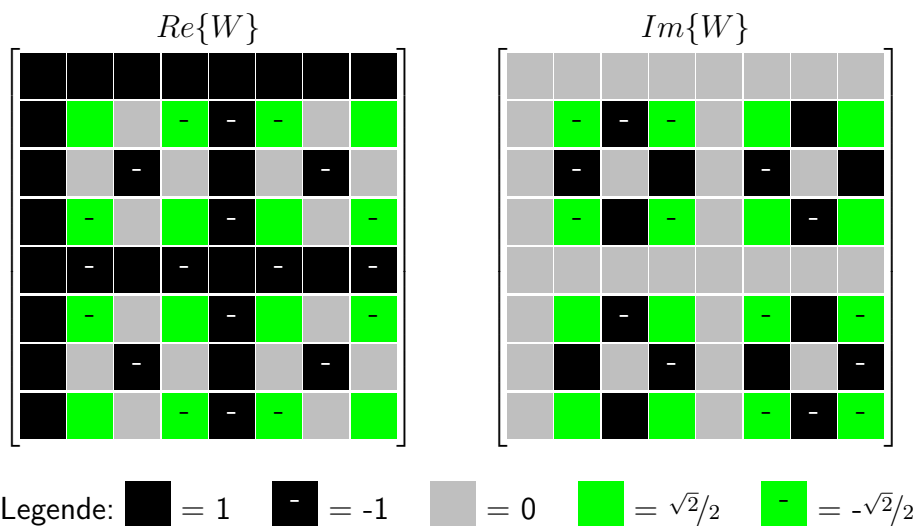 Re{W} Im{W}
- - -
- - -
- -
- - - -
- - -
- - - -
- - - -
- - -
- - - -
- - - -
- - - - - -
Legende: = 1 - = -1 = 0 = √2/2 - = -√2/2